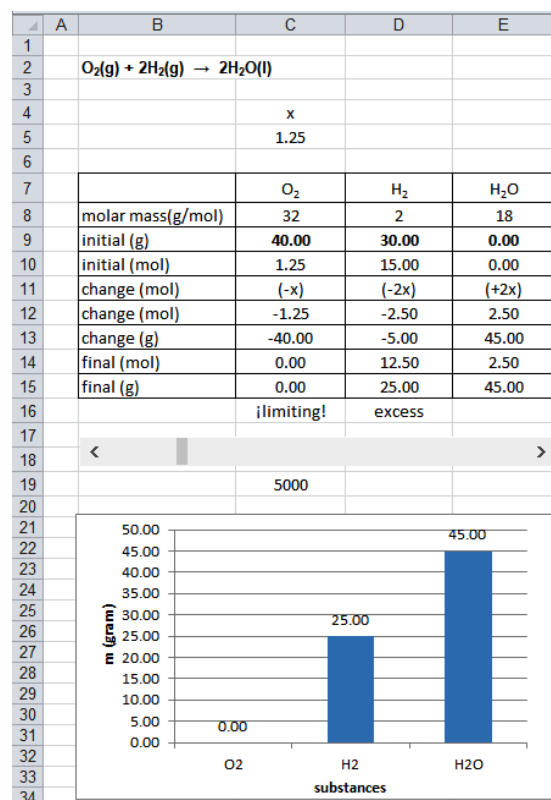 A B C D E
1
2 O₂(g) + 2H₂(g) → 2H₂O(l)
3
4 x
5 1.25
6
7 O₂ H₂ H₂O
8 molar mass(g/mol) 32 2 18
9 initial (g) 40.00 30.00 0.00
10 initial (mol) 1.25 15.00 0.00
11 change (mol) (-x) (-2x) (+2x)
12 change (mol) -1.25 -2.50 2.50
13 change (g) -40.00 -5.00 45.00
14 final (mol) 0.00 12.50 2.50
15 final (g) 0.00 25.00 45.00
16 ¡limiting! excess
17
18
19 5000
20
21
22
23
24
25
26
27
28
29
30
31
32
33
34
50.00
45.00
40.00
35.00
30.00
25.00
20.00
15.00
10.00
5.00
0.00
m (gram)
0.00
25.00
45.00
O2 H2 H2O
substances